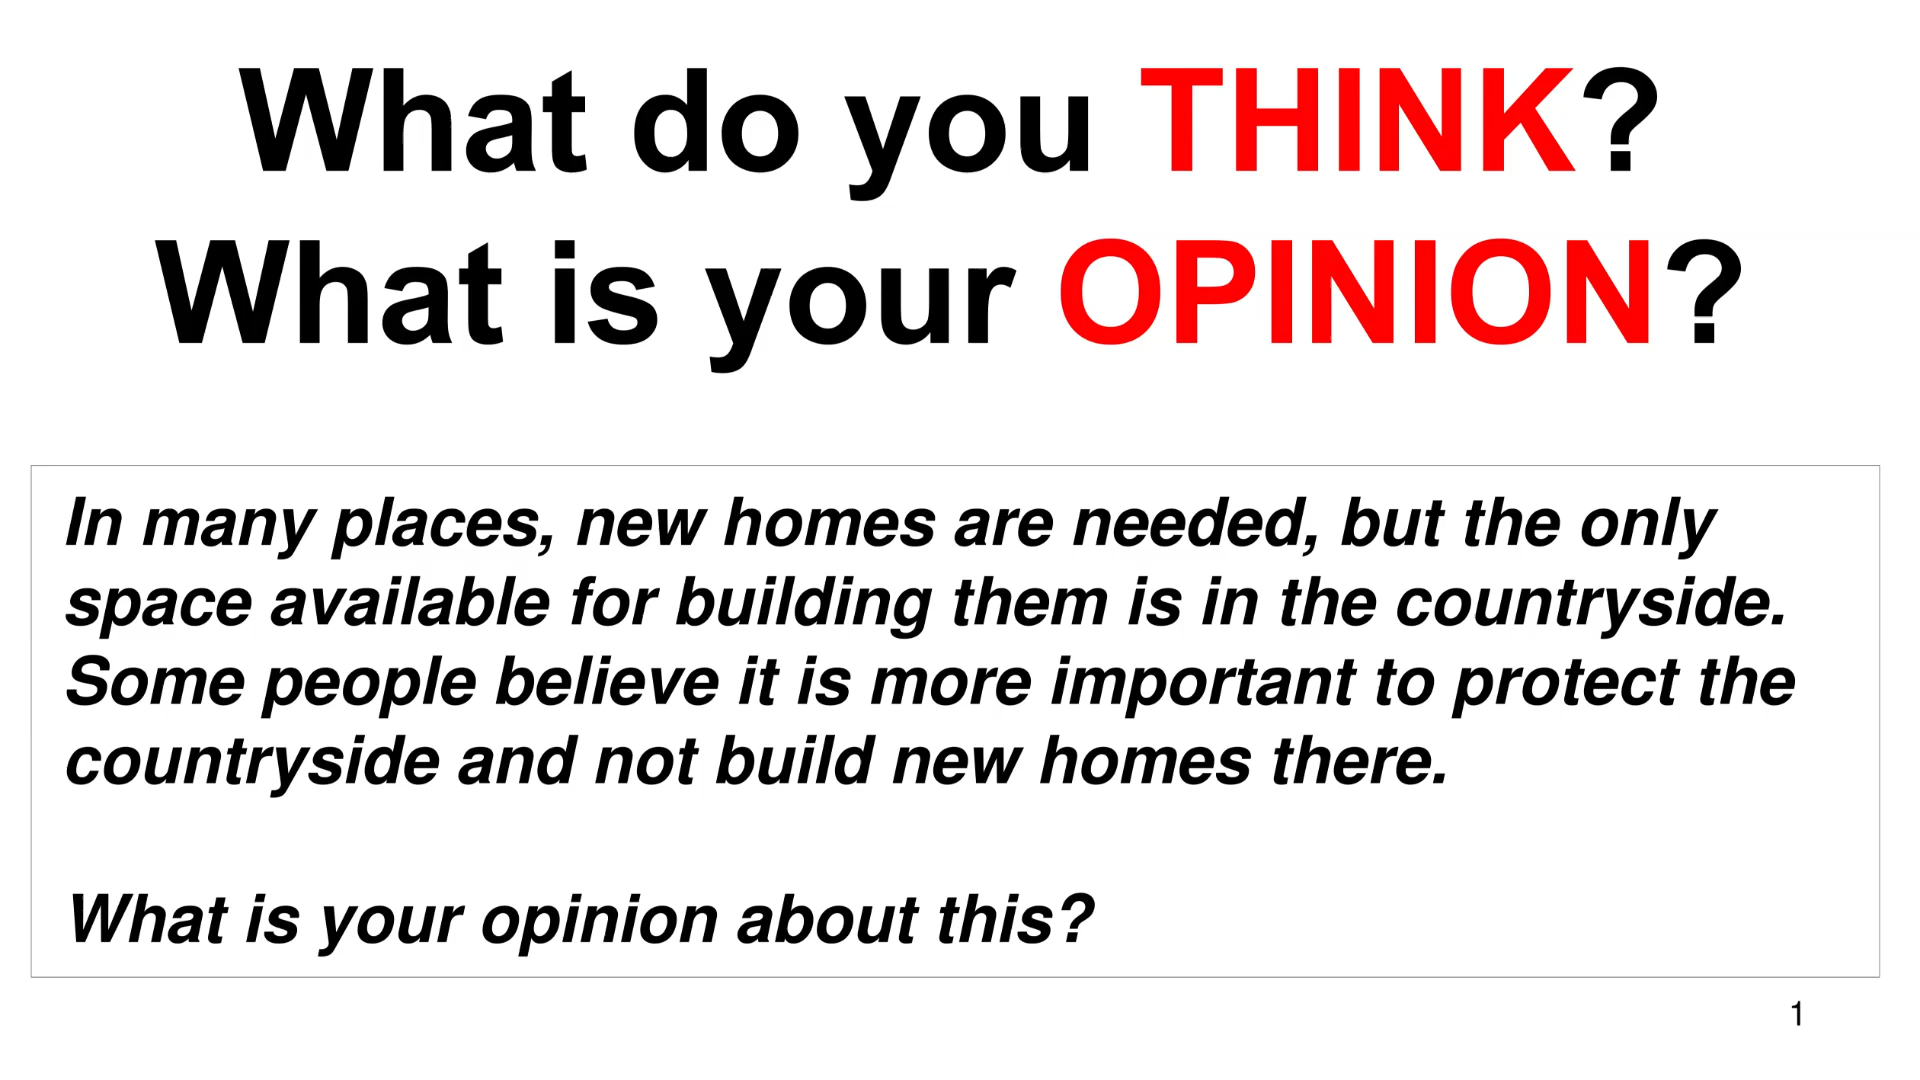 What do you THINK?
What is your OPINION?
In many places, new homes are needed, but the only
space available for building them is in the countryside.
Some people believe it is more important to protect the
countryside and not build new homes there.
What is your opinion about this?
1